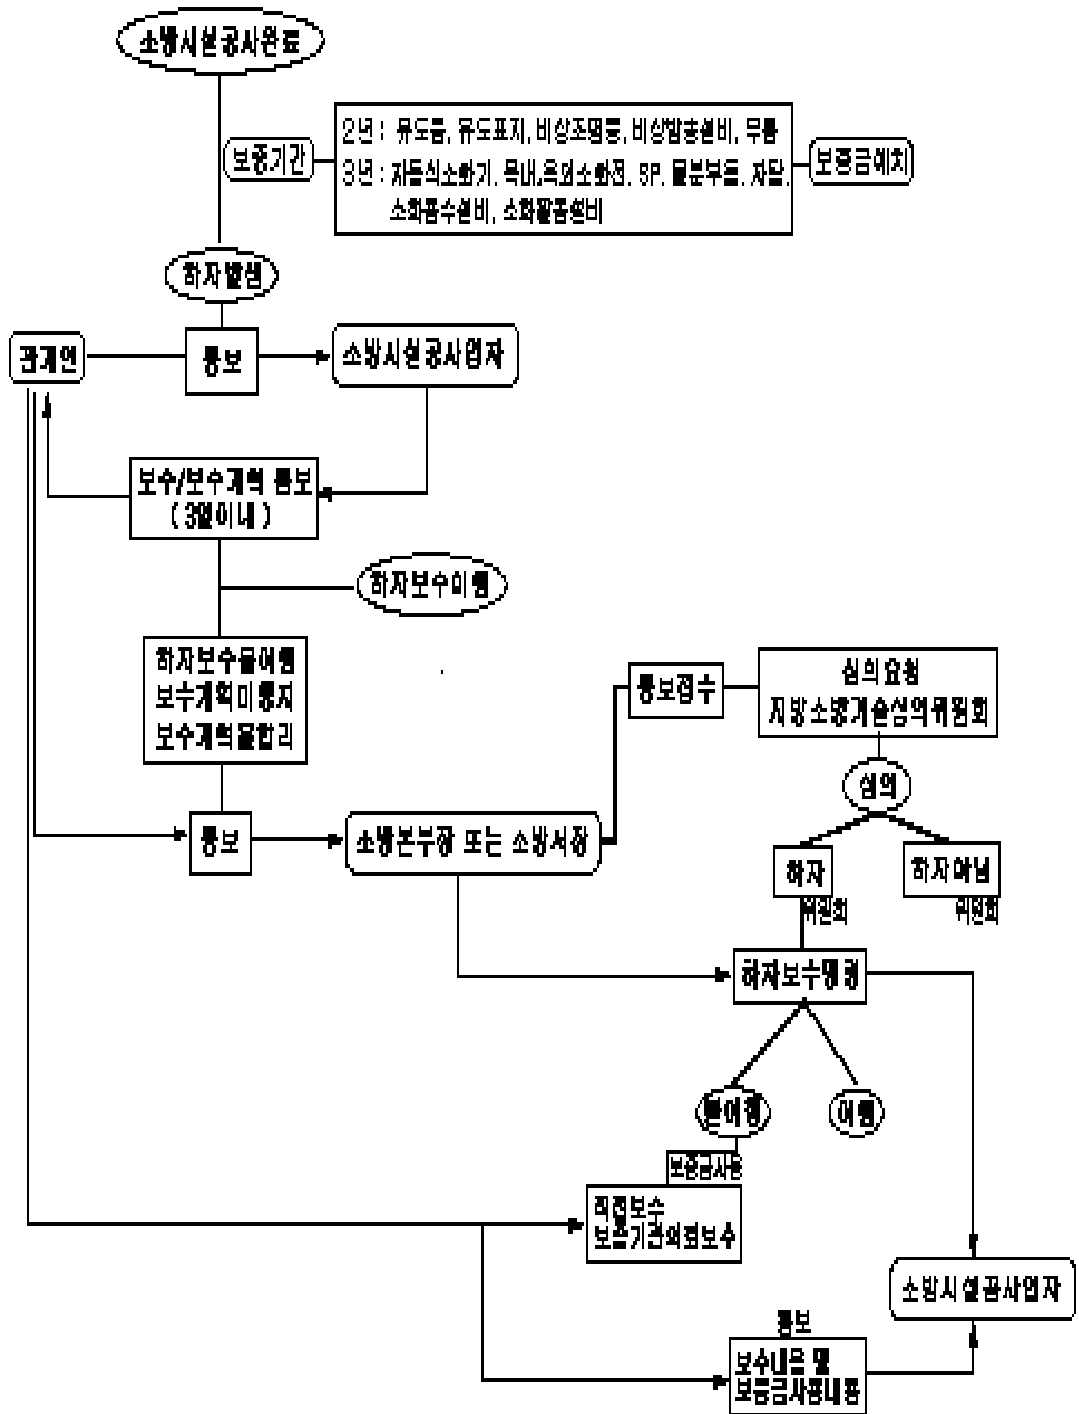 소방시설공사완료
보증기간
2년 : 유도등, 유도표지, 비상조명등, 비상방송설비, 무통
3년 : 자동식소화기, 옥내,옥외소화전, SP, 물분무등, 자탐,
소화용수설비, 소화활동설비
보증금예치
하자발생
관계인
통보
소방시설공사업자
보수/보수계획 통보
( 3일이내 )
하자보수이행
하자보수불이행
보수계획미통지
보수계획불합리
통보접수
심의요청
지방소방기술심의위원회
심의
통보
소방본부장 또는 소방서장
하자
하자아님
위원회
위원회
하자보수명령
불이행
이행
보증금사용
직접보수
보증기관의뢰보수
소방시설공사업자
통보
보수내용 및
보증금사용내용